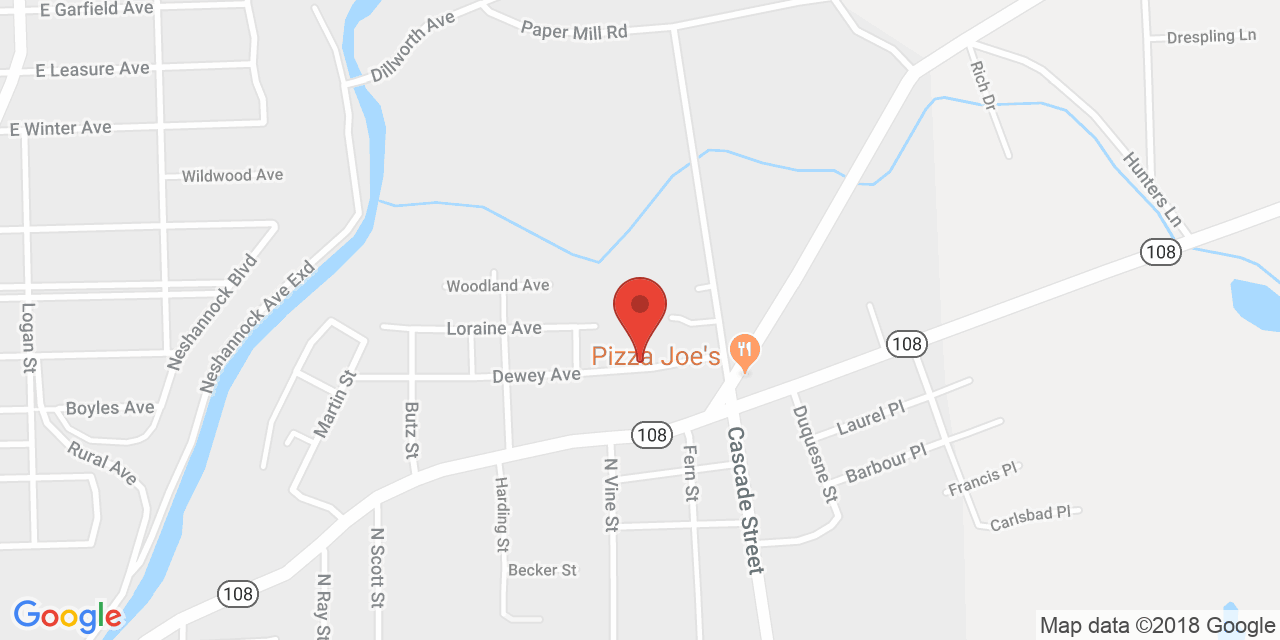 E Garfield Ave
Dillworth Ave
Paper Mill Rd
Drespling Ln
E Leasure Ave
Rich Dr
E Winter Ave
Wildwood Ave
Hunters Ln
108
Neshannock Blvd
Neshannock Ave Exd
Woodland Ave
Logan St
Loraine Ave
Pizza Joe's
108
Dewey Ave
Martin St
Boyles Ave
Butz St
Laurel Pl
Duquesne St
108
Rural Ave
Barbour Pl
Fern St
Cascade Street
N Vine St
Francis Pl
Harding St
Carlsbad Pl
N Scott St
Becker St
108
N Ray St
Google
Map data ©2018 Google